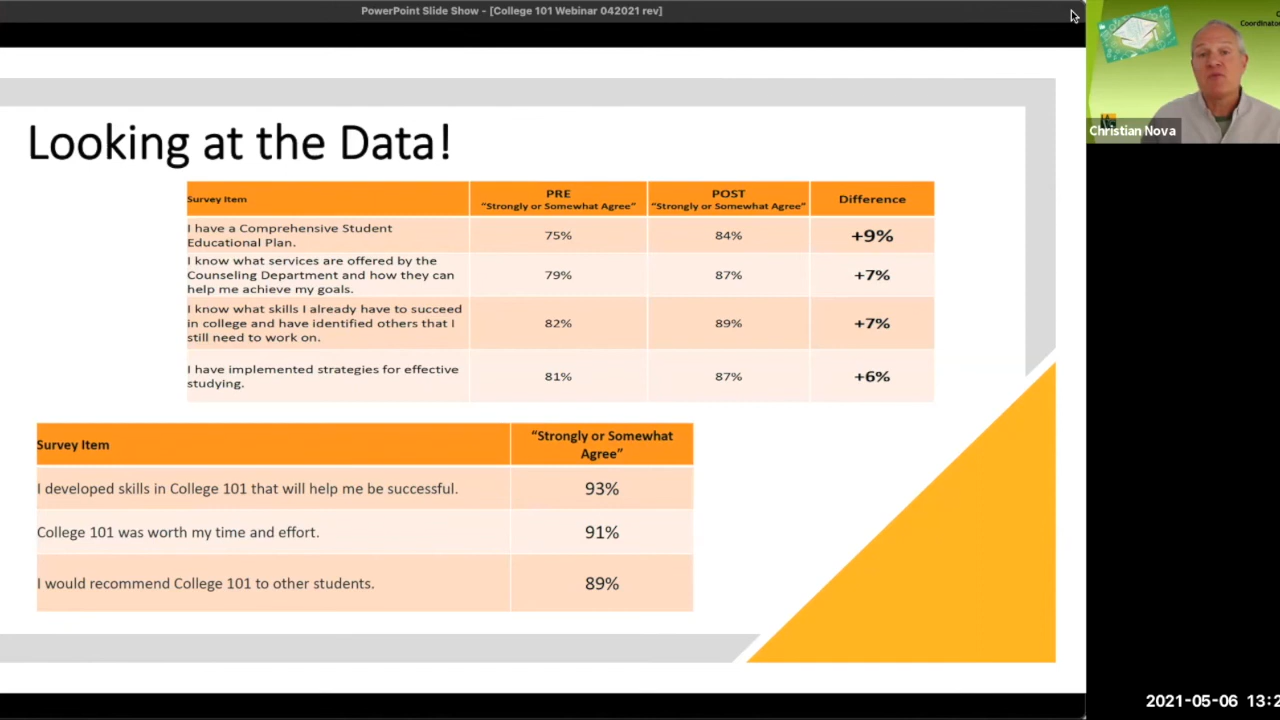 PowerPoint Slide Show - [College 101 Webinar 042021 rev]
Coordinator
Christian Nova
Looking at the Data!
Survey Item
PRE
“Strongly or Somewhat Agree”
POST
“Strongly or Somewhat Agree”
Difference
I have a Comprehensive Student
Educational Plan.
75%
84%
+9%
I know what services are offered by the
Counseling Department and how they can
help me achieve my goals.
79%
87%
+7%
I know what skills I already have to succeed
in college and have identified others that I
still need to work on.
82%
89%
+7%
I have implemented strategies for effective
studying.
81%
87%
+6%
Survey Item
“Strongly or Somewhat
Agree”
I developed skills in College 101 that will help me be successful.
93%
College 101 was worth my time and effort.
91%
I would recommend College 101 to other students.
89%
2021-05-06 13:2